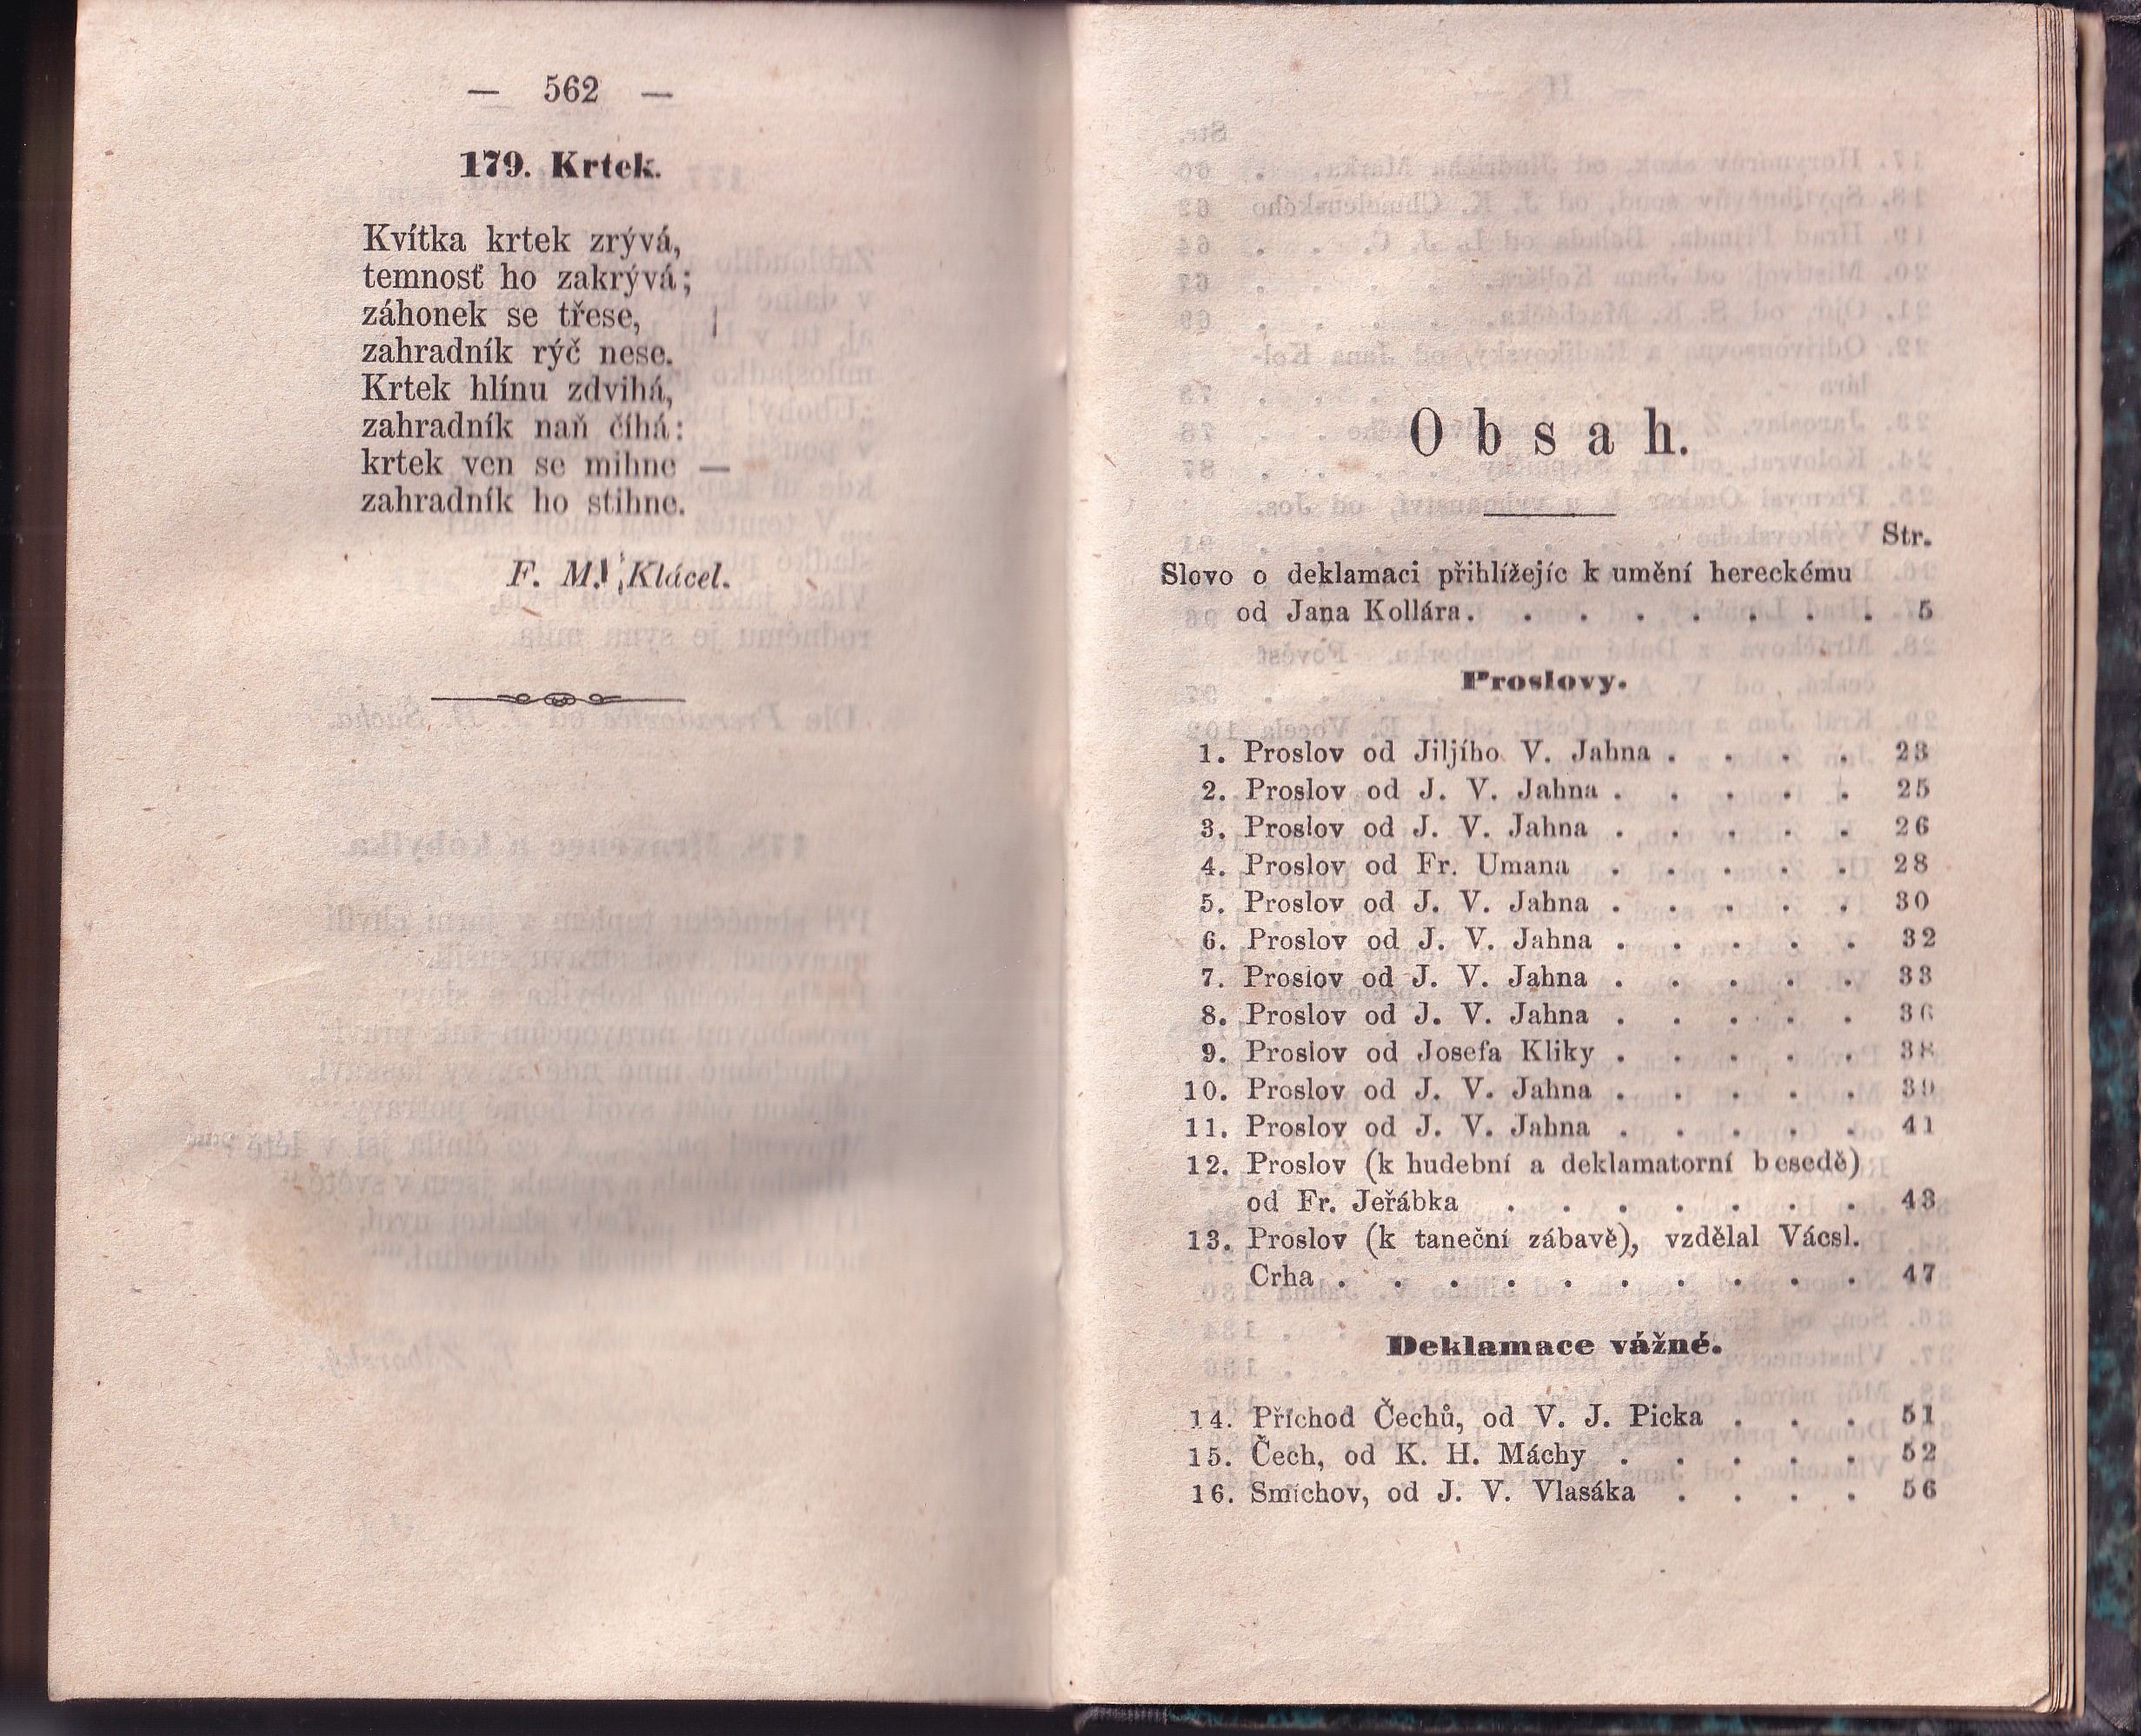 — 562 —
179. Krtek.
Kvítka krtek zrývá,
temnosť ho zakrývá;
záhonek se třese,
zahradník rýč nese.
Krtek hlínu zdvihá,
zahradník naň číhá:
krtek ven se mihne —
zahradník ho stihne.
F. M. Klácel.
Obsah.
Str.
Slovo o deklamaci přihlížejíc k umění hereckému
od Jana Kollára. . . . . . . . 5
Proslovy.
1. Proslov od Jiljího V. Jahna . . . . 23
2. Proslov od J. V. Jahna . . . . . 25
3. Proslov od J. V. Jahna . . . . . 26
4. Proslov od Fr. Umana . . . . . 28
5. Proslov od J. V. Jahna . . . . . 30
6. Proslov od J. V. Jahna . . . . . 32
7. Proslov od J. V. Jahna . . . . . 33
8. Proslov od J. V. Jahna . . . . . 36
9. Proslov od Josefa Kliky . . . . . 38
10. Proslov od J. V. Jahna . . . . . 39
11. Proslov od J. V. Jahna . . . . . 41
12. Proslov (k hudební a deklamatorní besedě)
od Fr. Jeřábka . . . . . . . 43
13. Proslov (k taneční zábavě), vzdělal Vácsl.
Crha . . . . . . . . . . 47
Deklamace vážné.
14. Příchod Čechů, od V. J. Picka . . . 51
15. Čech, od K. H. Máchy . . . . . 52
16. Smíchov, od J. V. Vlasáka . . . . 56